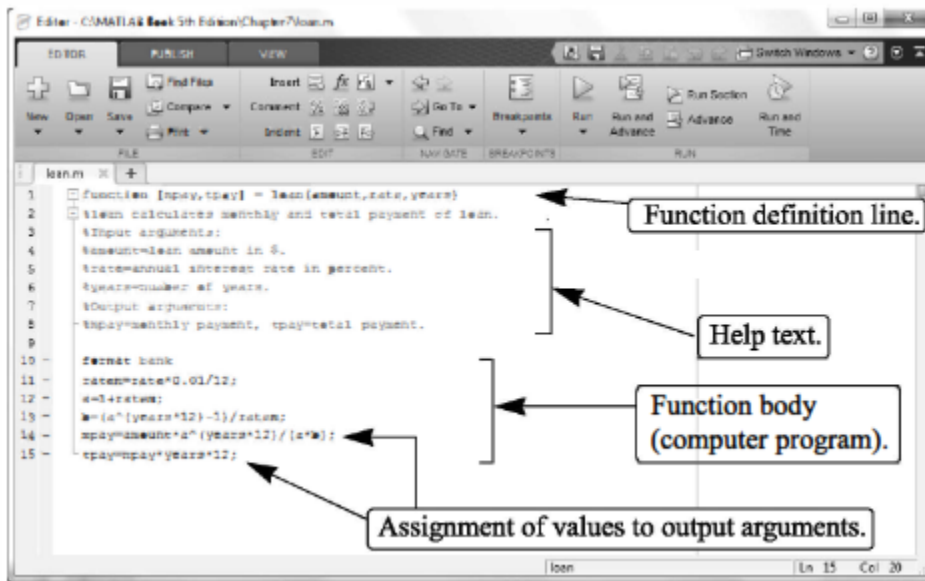 Editor - C:\MATLAB Book 5th Edition\Chapter7\loan.m
EDITOR PUBLISH VIEW Switch Windows
New Open Save Find Files Compare Print
Insert fx
Comment
Indent
Go To Find
Breakpoints
Run Run and Advance Run Section Advance Run and Time
FILE EDIT NAVIGATE BREAKPOINTS RUN
loan.m
1 function [mpay,tpay] = loan(amount,rate,years)
2 %loan calculates monthly and total payment of loan.
3 %Input arguments:
4 %amount=loan amount in $.
5 %rate=annual interest rate in percent.
6 %years=number of years.
7 %Output arguments:
8 %mpay=monthly payment, tpay=total payment.
9
10 format bank
11 ratem=rate*0.01/12;
12 a=1+ratem;
13 b=(a^(years*12)-1)/ratem;
14 mpay=amount*a^(years*12)/(a*b);
15 tpay=mpay*years*12;
Function definition line.
Help text.
Function body
(computer program).
Assignment of values to output arguments.
loan Ln 15 Col 20